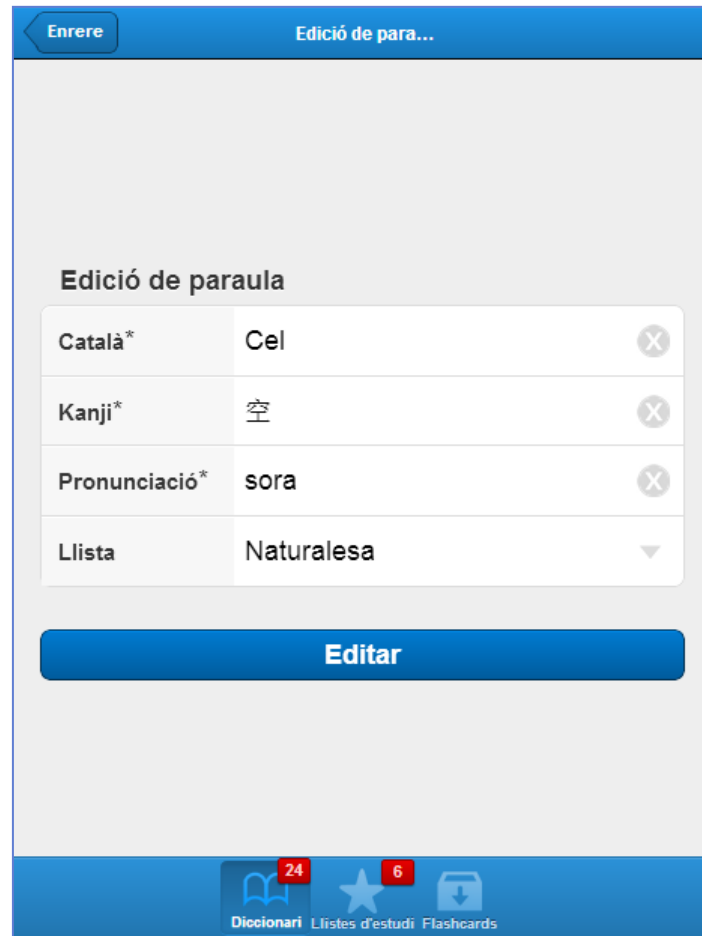 Enrere Edició de para...
Edició de paraula
Català* Cel X
Kanji* 空 X
Pronunciació* sora X
Llista Naturalesa
Editar
24 6
Diccionari Llistes d'estudi Flashcards